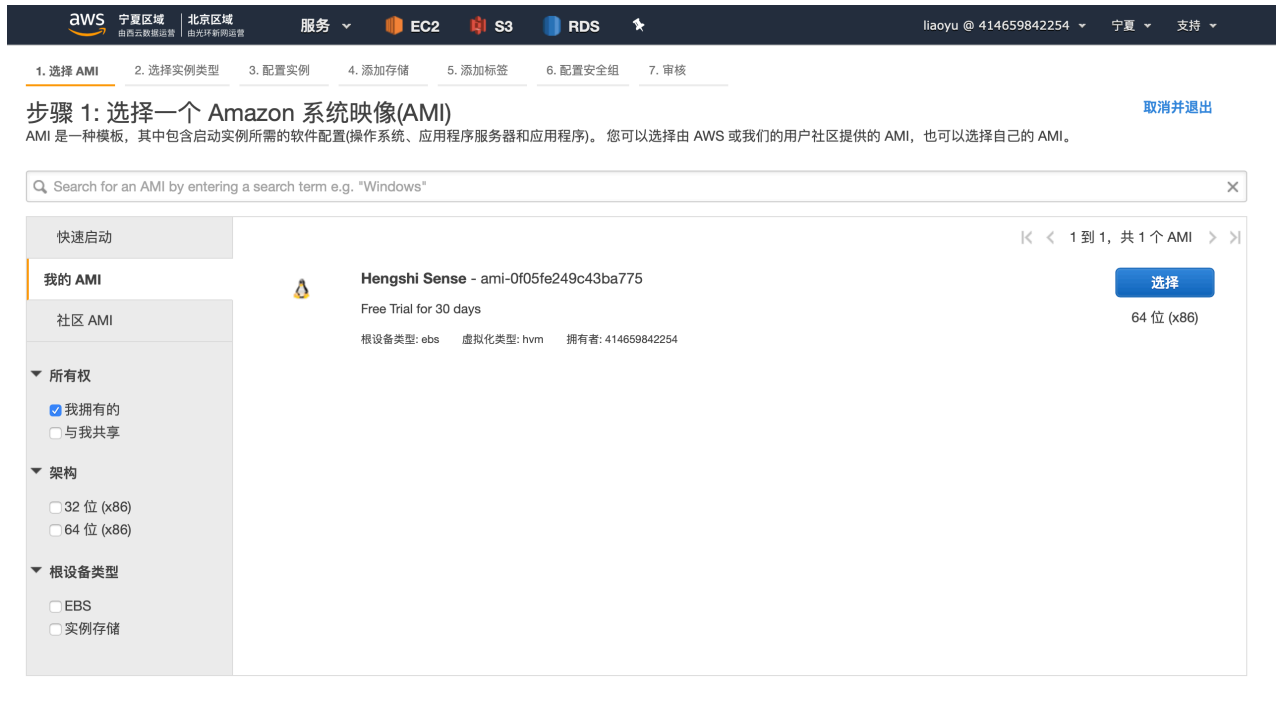 aws 宁夏区域 北京区域 服务 EC2 S3 RDS liaoyu @ 414659842254 宁夏 支持
由西云数据运营 由光环新网运营
1. 选择 AMI 2. 选择实例类型 3. 配置实例 4. 添加存储 5. 添加标签 6. 配置安全组 7. 审核
步骤 1: 选择一个 Amazon 系统映像(AMI) 取消并退出
AMI 是一种模板，其中包含启动实例所需的软件配置(操作系统、应用程序服务器和应用程序)。 您可以选择由 AWS 或我们的用户社区提供的 AMI，也可以选择自己的 AMI。
Search for an AMI by entering a search term e.g. "Windows"
快速启动
1 到 1，共 1 个 AMI
我的 AMI
Hengshi Sense - ami-0f05fe249c43ba775 选择
Free Trial for 30 days 64 位 (x86)
社区 AMI
根设备类型: ebs 虚拟化类型: hvm 拥有者: 414659842254
所有权
我拥有的
与我共享
架构
32 位 (x86)
64 位 (x86)
根设备类型
EBS
实例存储